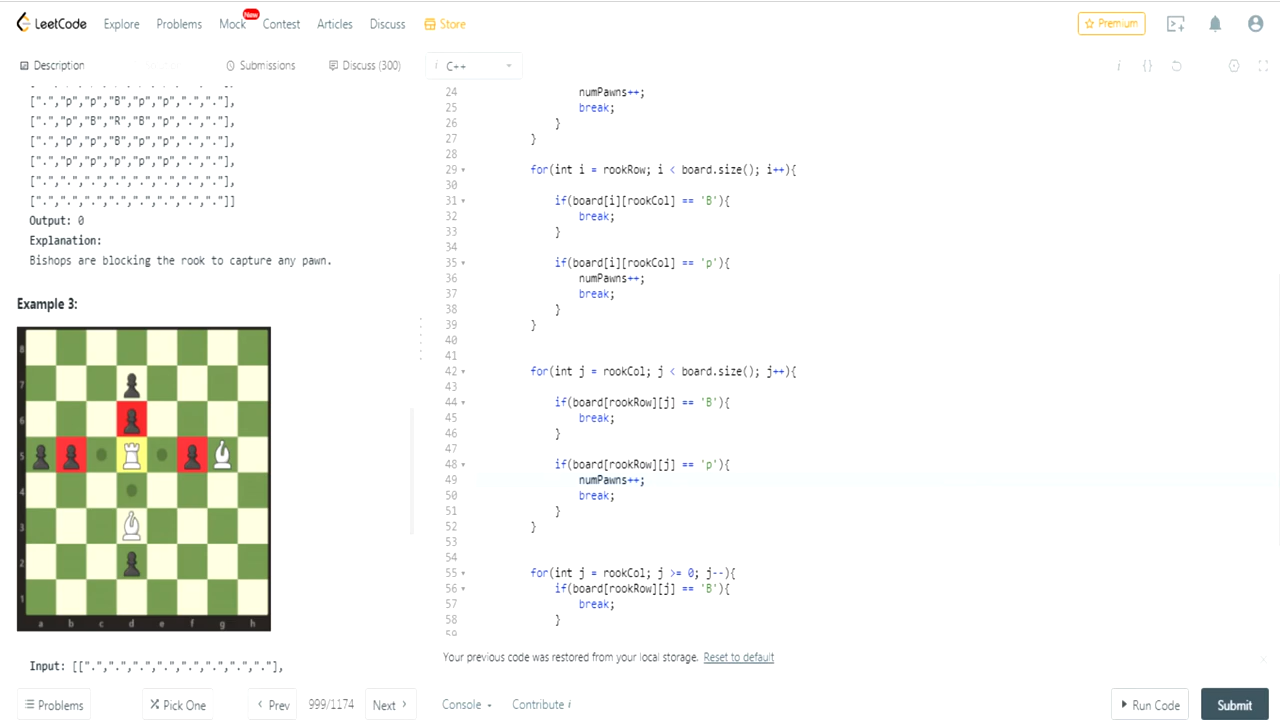 LeetCode Explore Problems Mock New Contest Articles Discuss Store Premium
Description Submissions Discuss (300) i C++
[".","p","p","B","p","p",".","."],
[".","p","B","R","B","p",".","."],
[".","p","p","B","p","p",".","."],
[".","p","p","p","p","p",".","."],
[".",".",".",".",".",".",".","."],
[".",".",".",".",".",".",".","."]]
Output: 0
Explanation:
Bishops are blocking the rook to capture any pawn.
Example 3:
8
7
6
5
4
3
2
1
a b c d e f g h
Input: [[".",".",".",".",".",".",".","."],
24 numPawns++;
25 break;
26 }
27 }
28
29 for(int i = rookRow; i < board.size(); i++){
30
31 if(board[i][rookCol] == 'B'){
32 break;
33 }
34
35 if(board[i][rookCol] == 'p'){
36 numPawns++;
37 break;
38 }
39 }
40
41
42 for(int j = rookCol; j < board.size(); j++){
43
44 if(board[rookRow][j] == 'B'){
45 break;
46 }
47
48 if(board[rookRow][j] == 'p'){
49 numPawns++;
50 break;
51 }
52 }
53
54
55 for(int j = rookCol; j >= 0; j--){
56 if(board[rookRow][j] == 'B'){
57 break;
58 }
59
Your previous code was restored from your local storage. Reset to default
Problems Pick One Prev 999/1174 Next Console Contribute i Run Code Submit